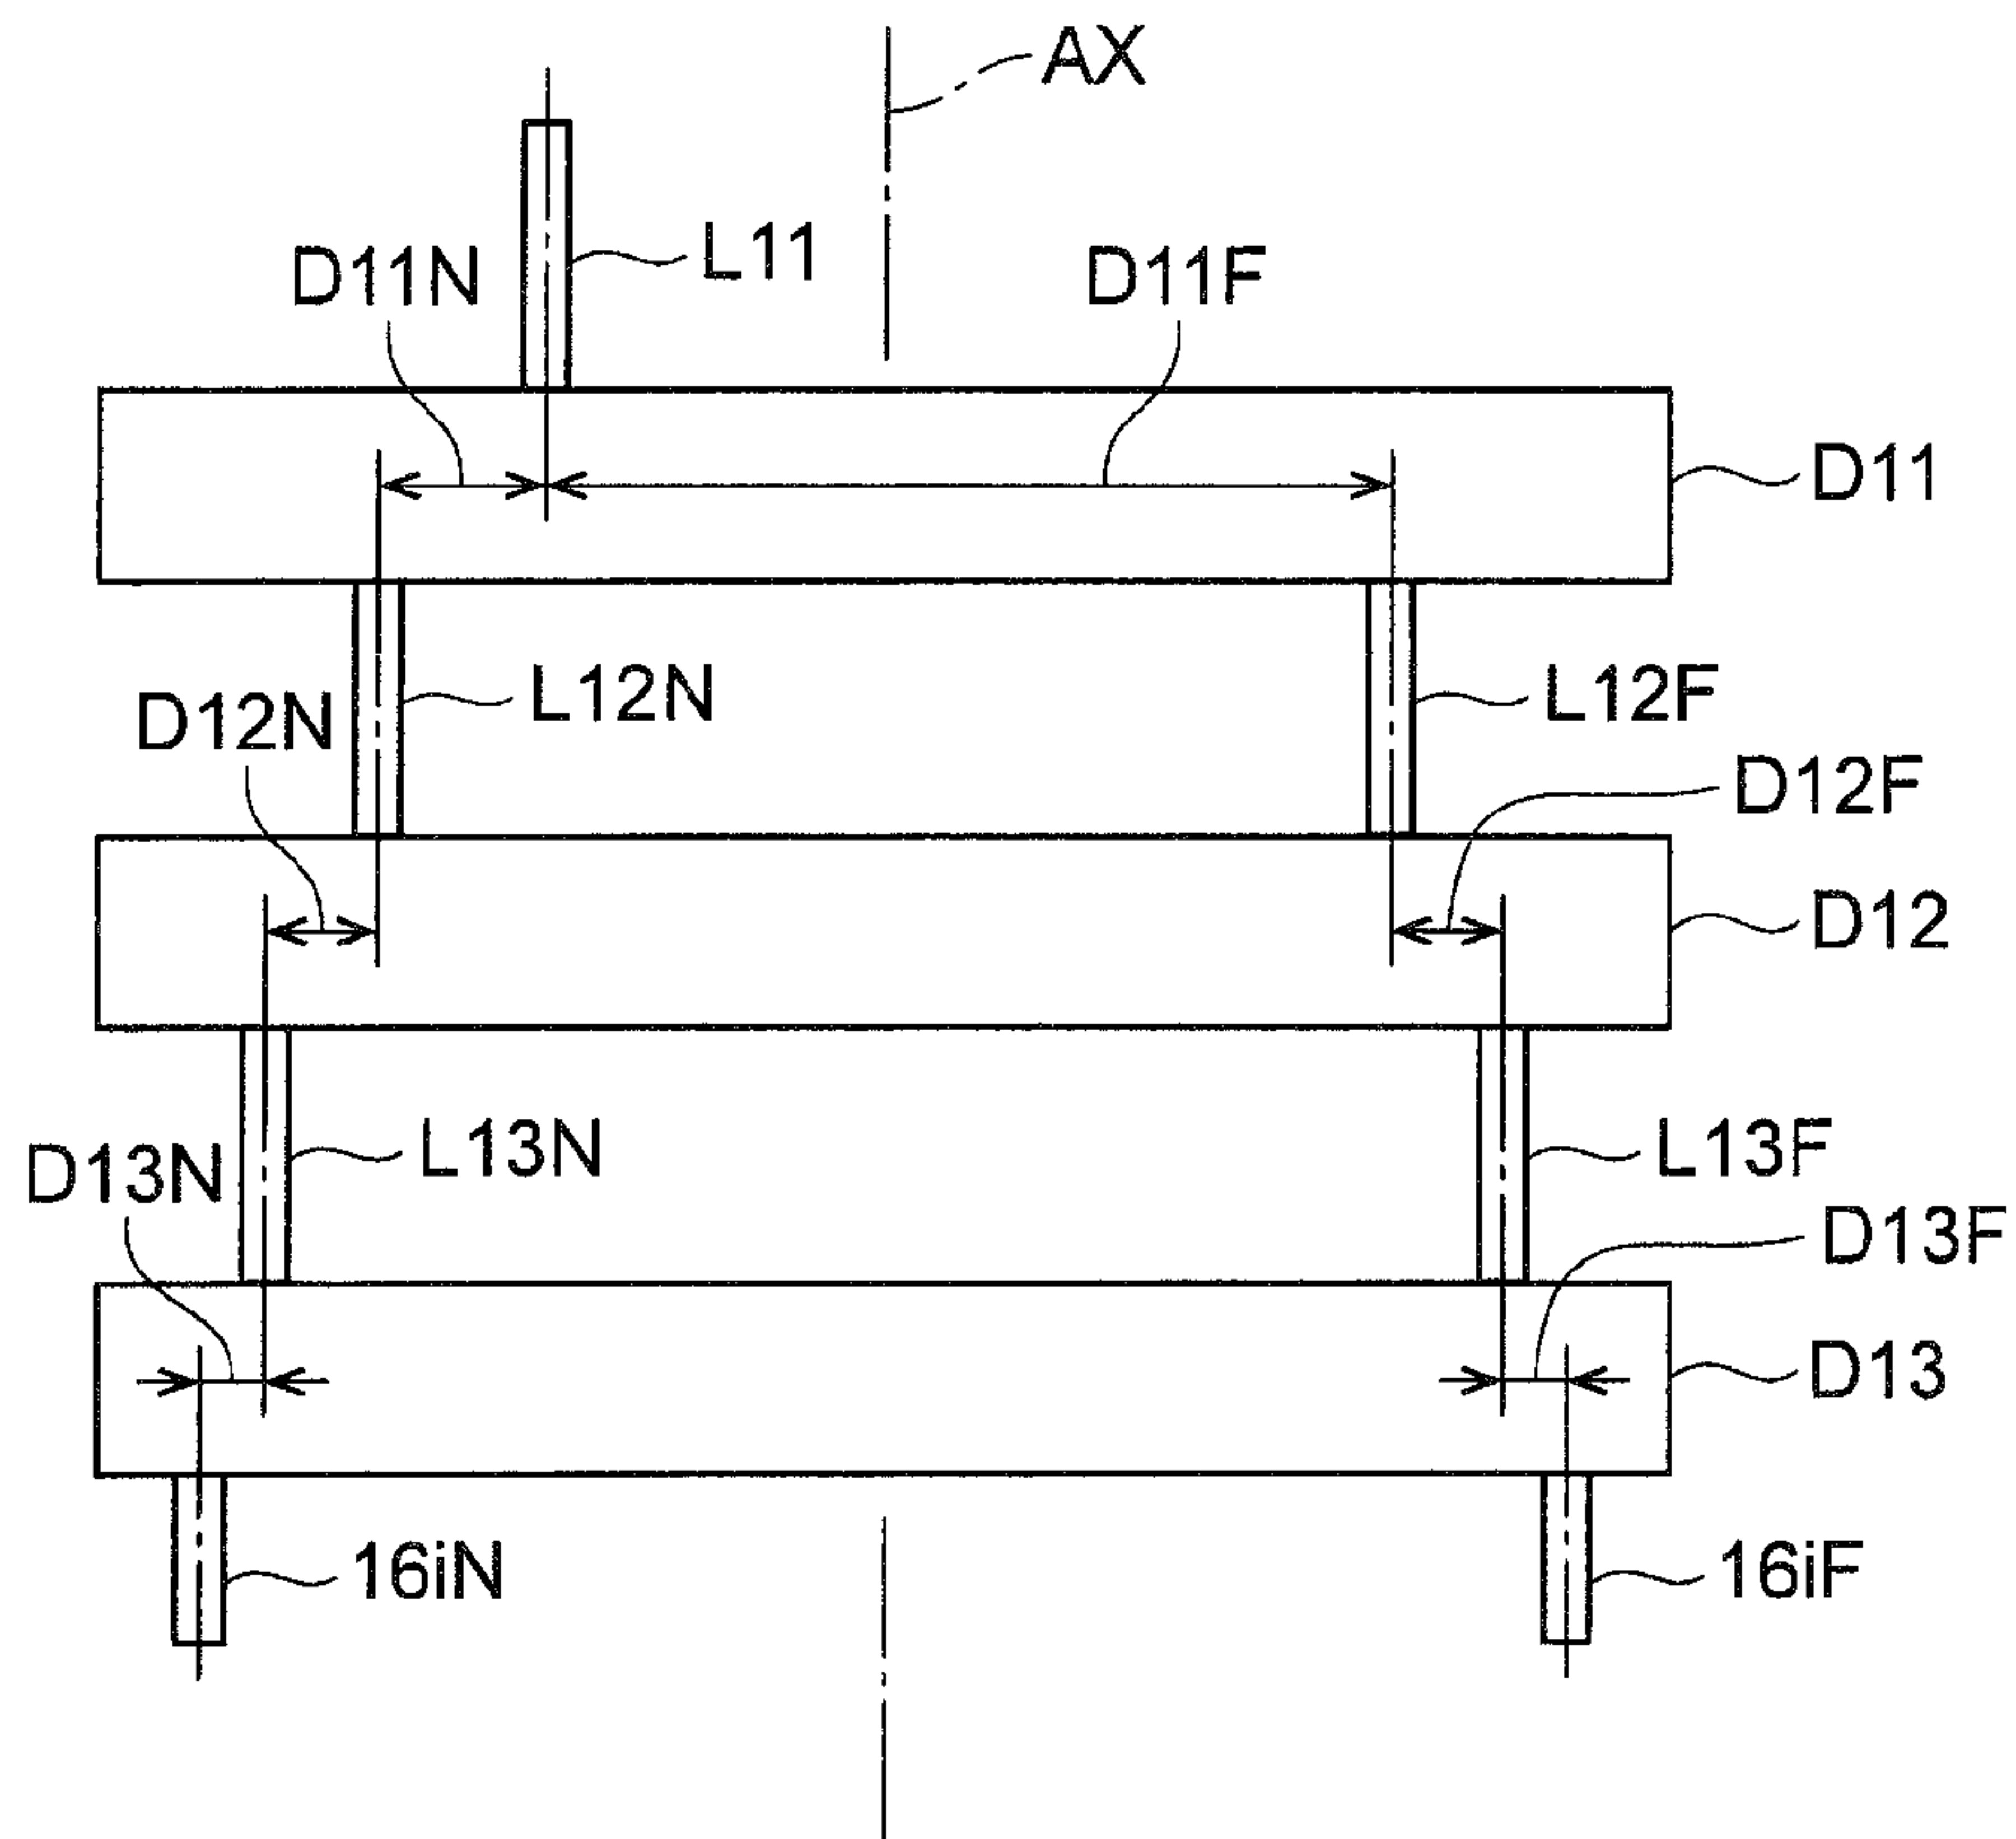 AX
L11
D11N
D11F
D11
L12N
L12F
D12N
D12F
D12
L13N
L13F
D13N
D13F
D13
16iN
16iF